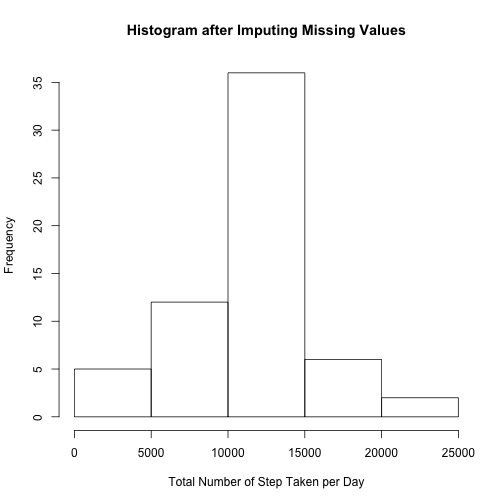 Histogram after Imputing Missing Values
Frequency
35
30
25
20
15
10
5
0
0 5000 10000 15000 20000 25000
Total Number of Step Taken per Day